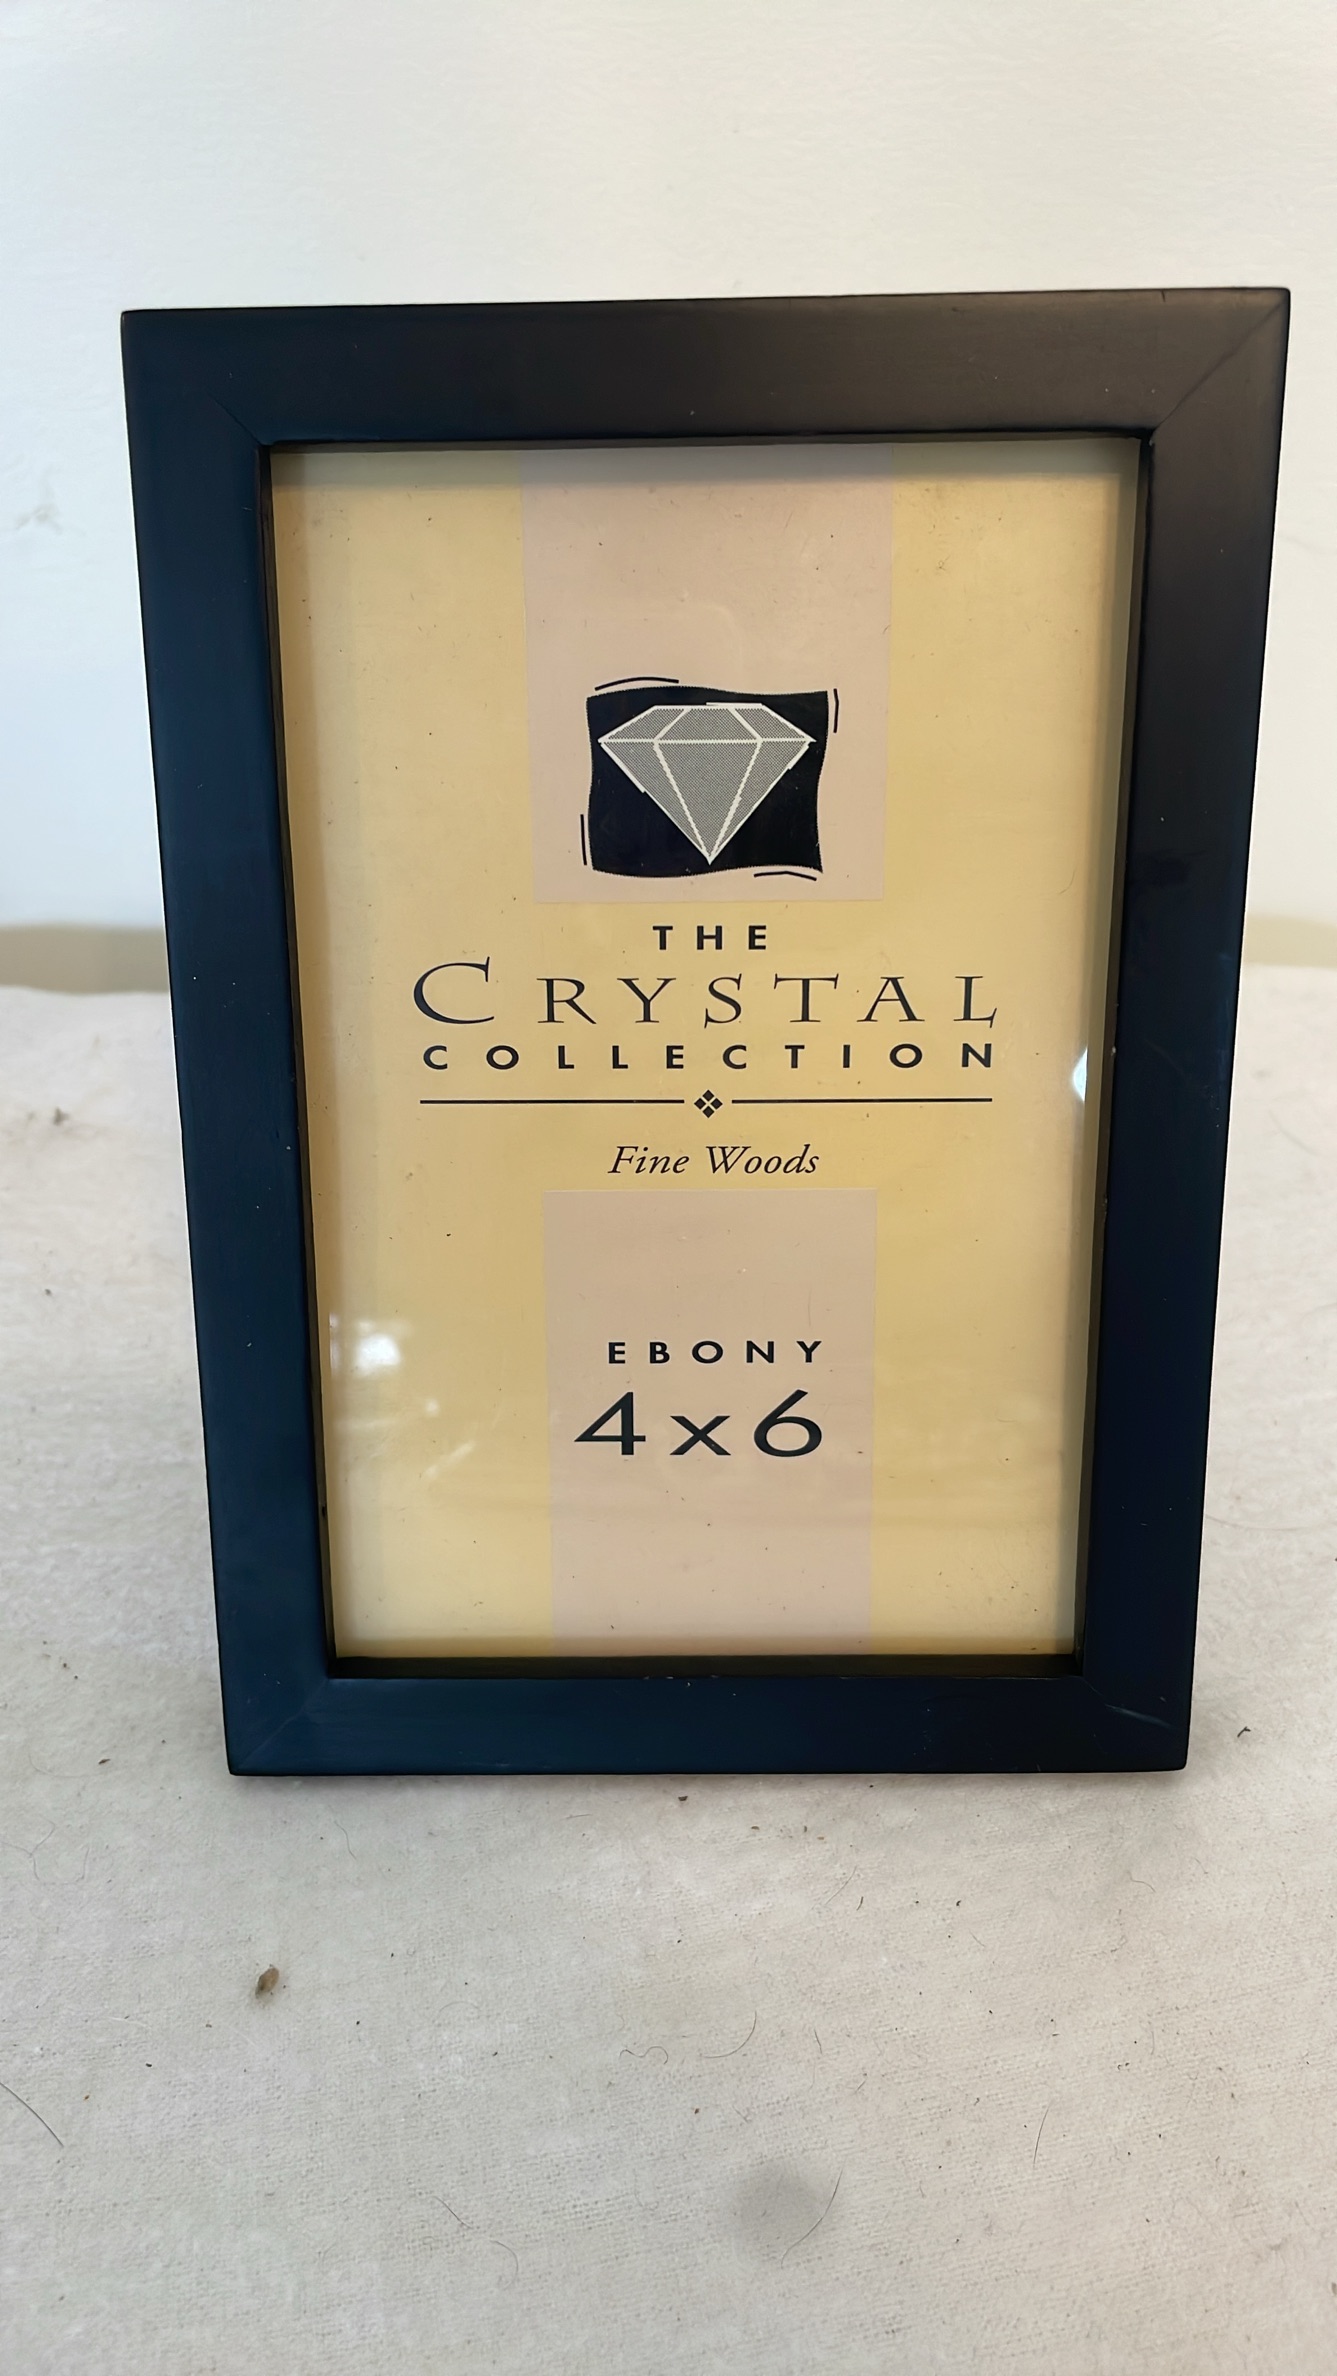 THE
CRYSTAL
COLLECTION
Fine Woods
EBONY
4x6